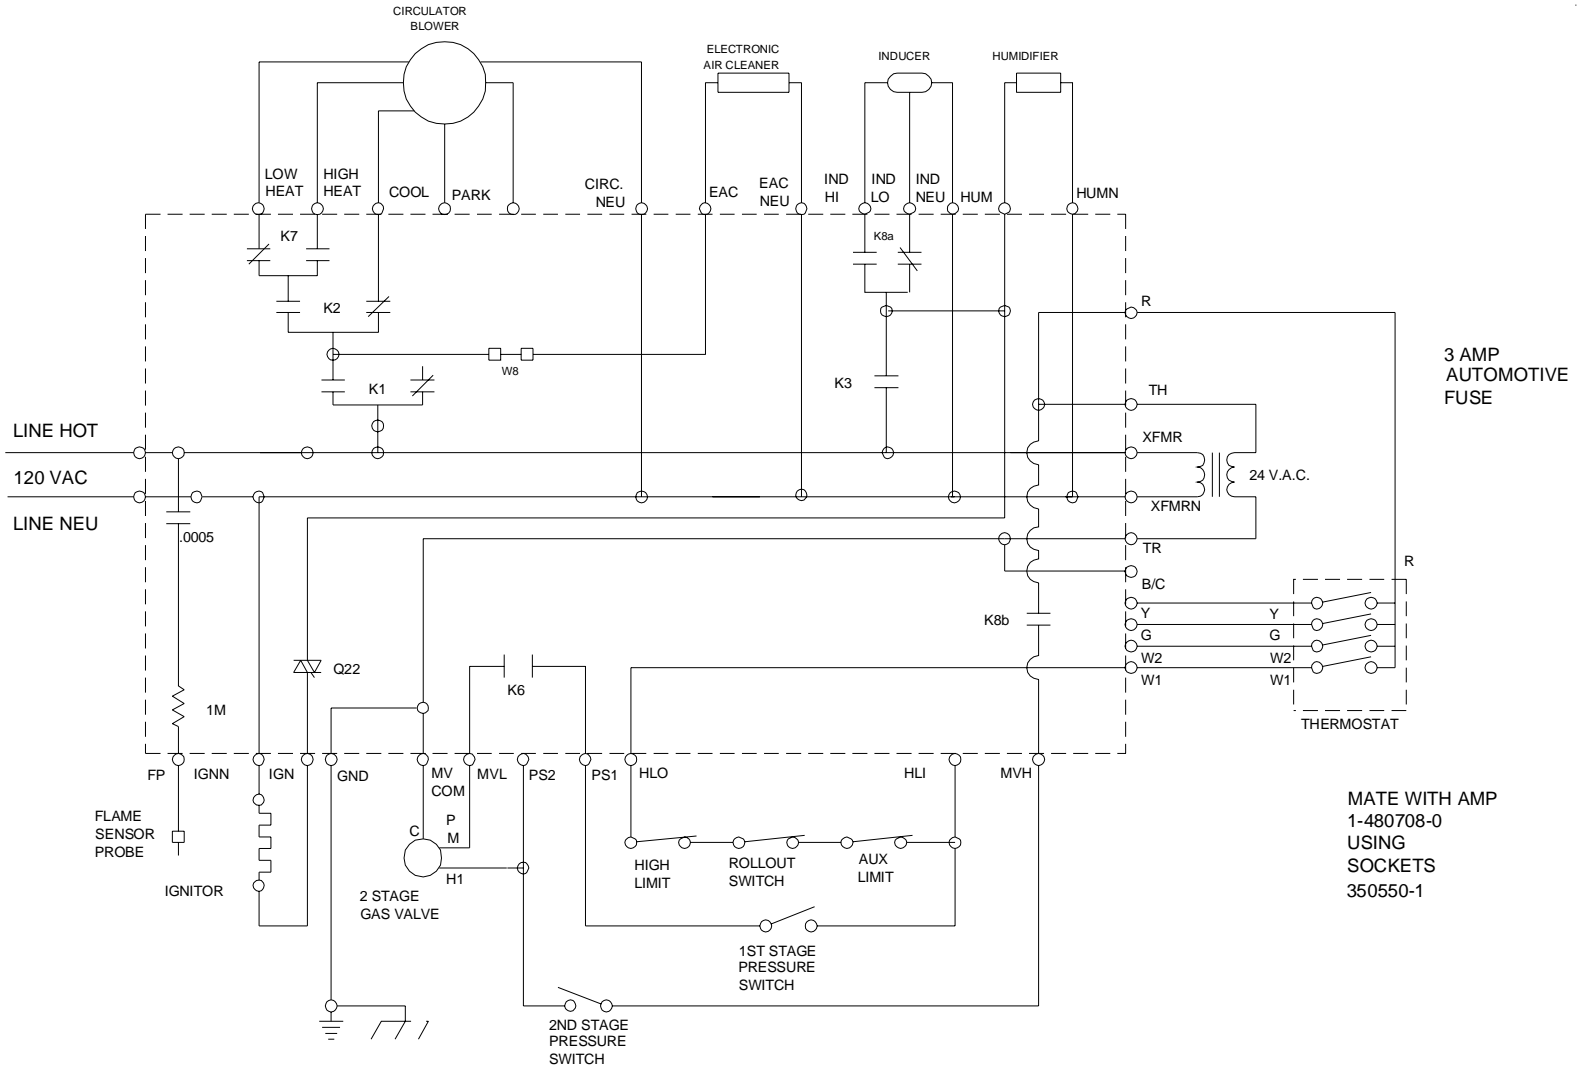 CIRCULATOR
BLOWER
ELECTRONIC
AIR CLEANER
INDUCER
HUMIDIFIER
LOW
HEAT
HIGH
HEAT
COOL
PARK
CIRC.
NEU
EAC
EAC
NEU
IND
HI
IND
LO
IND
NEU
HUM
HUMN
K7
K8a
K2
R
W8
K1
K3
3 AMP
AUTOMOTIVE
FUSE
TH
LINE HOT
XFMR
120 VAC
24 V.A.C.
XFMRN
LINE NEU
.0005
TR
R
B/C
K8b
Y
Y
G
G
W2
W2
W1
W1
Q22
K6
1M
THERMOSTAT
FP
IGNN
IGN
GND
MV
COM
MVL
PS2
PS1
HLO
HLI
MVH
FLAME
SENSOR
PROBE
C
P
M
H1
HIGH
LIMIT
ROLLOUT
SWITCH
AUX
LIMIT
MATE WITH AMP
1-480708-0
USING
SOCKETS
350550-1
IGNITOR
2 STAGE
GAS VALVE
1ST STAGE
PRESSURE
SWITCH
2ND STAGE
PRESSURE
SWITCH